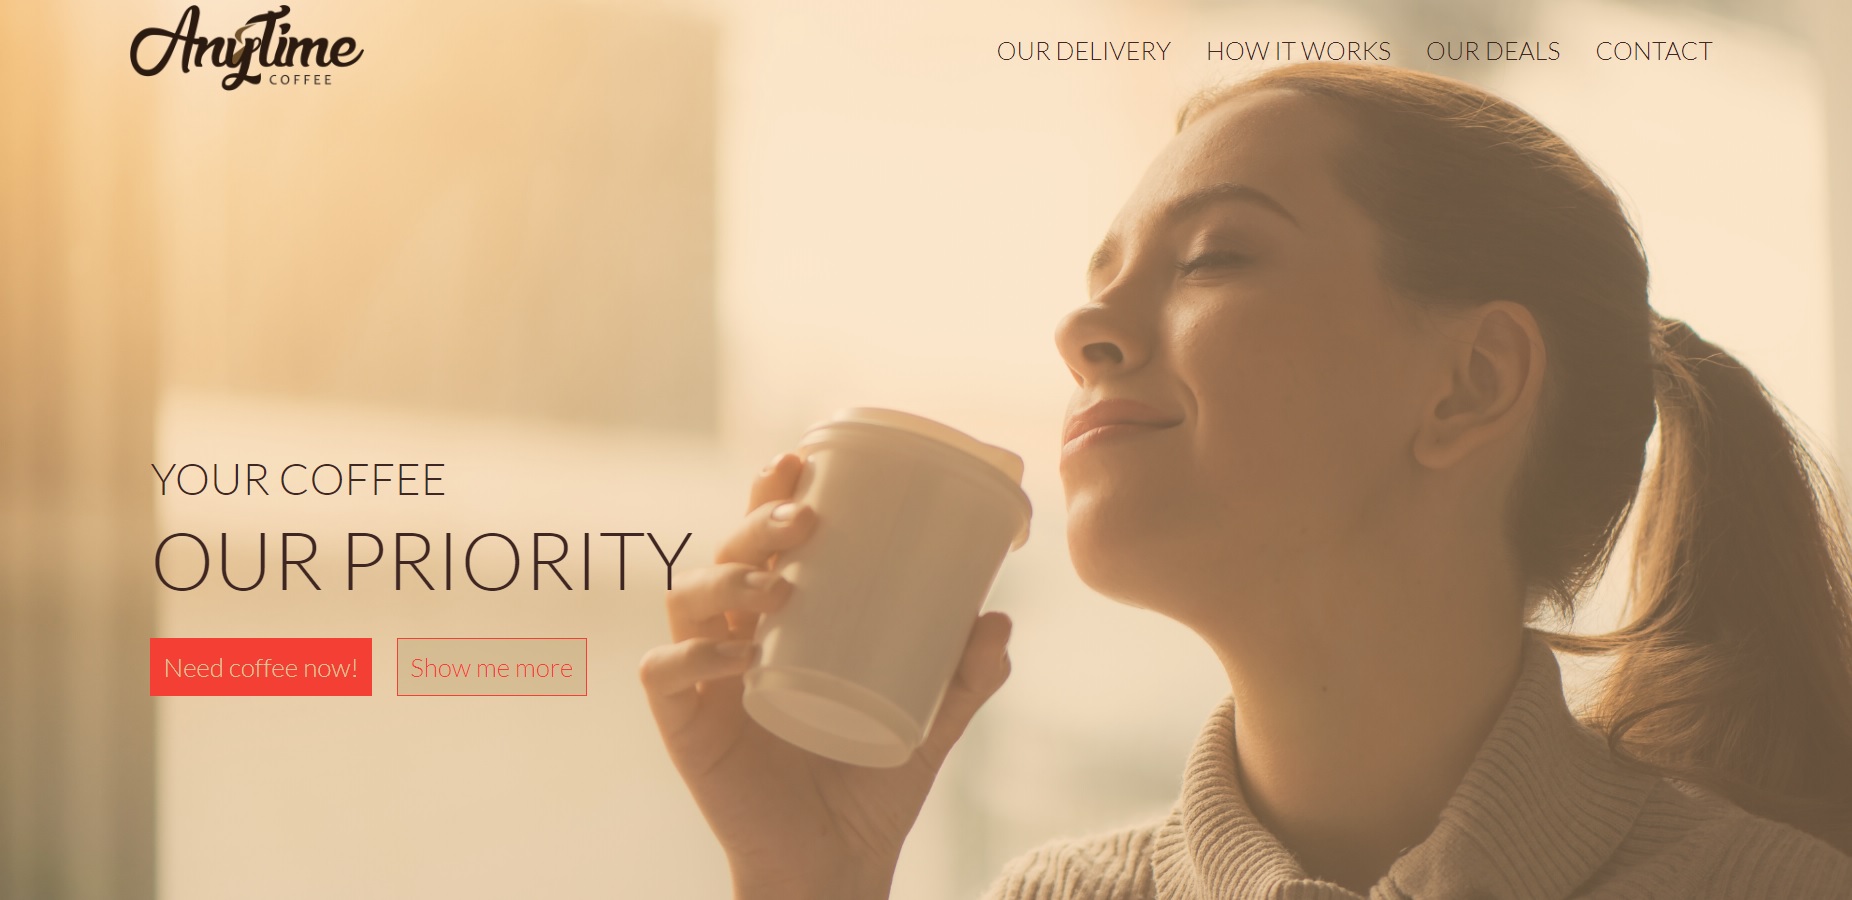 AnyTime
COFFEE
OUR DELIVERY
HOW IT WORKS
OUR DEALS
CONTACT
YOUR COFFEE
OUR PRIORITY
Need coffee now!
Show me more